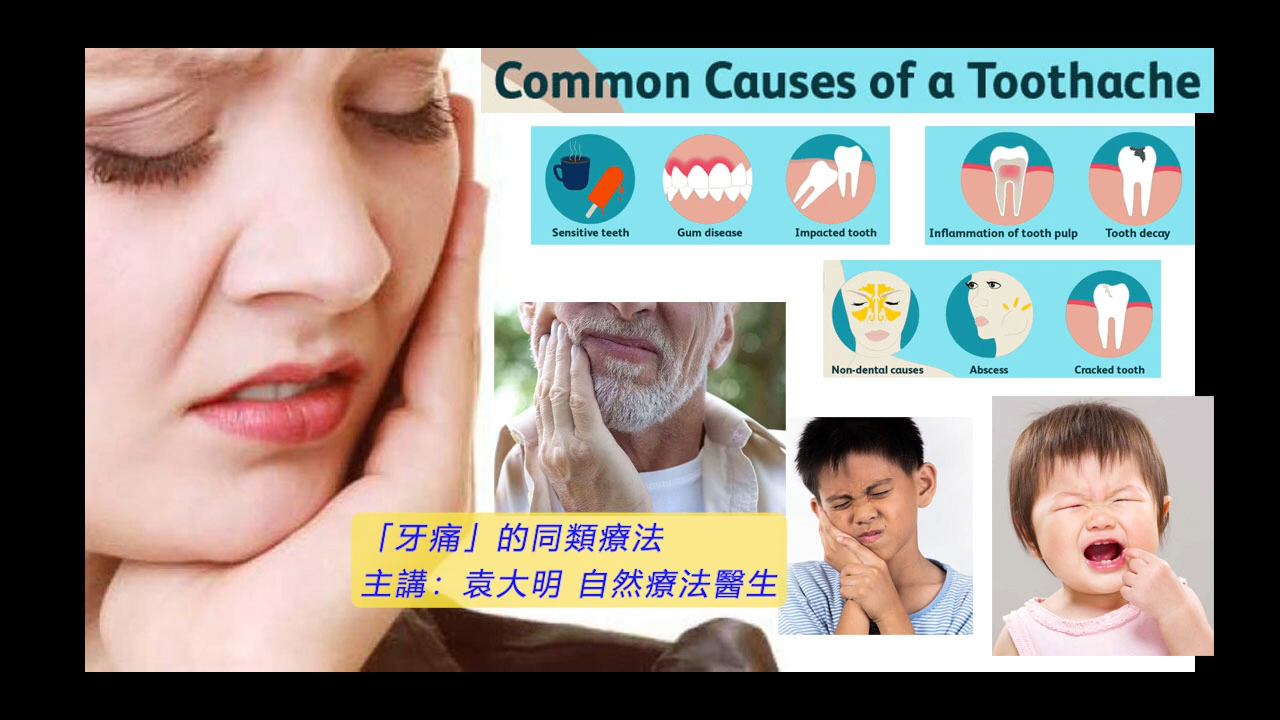 Common Causes of a Toothache
Sensitive teeth
Gum disease
Impacted tooth
Inflammation of tooth pulp
Tooth decay
Non-dental causes
Abscess
Cracked tooth
「牙痛」的同類療法
主講：袁大明 自然療法醫生